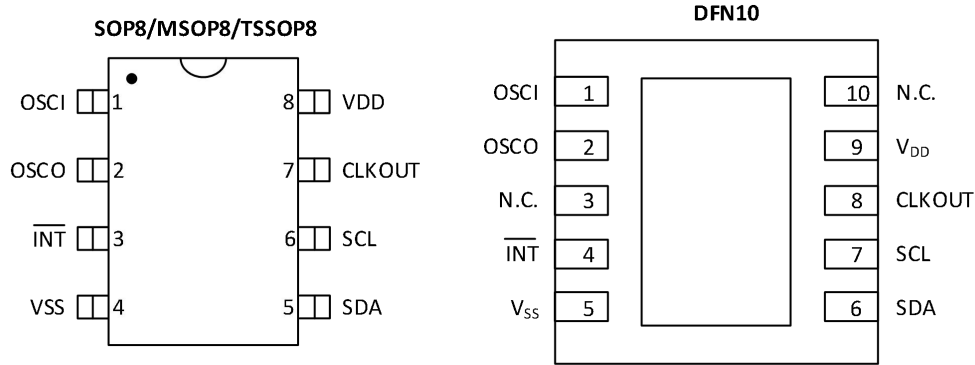 SOP8/MSOP8/TSSOP8
OSCI 1 8 VDD
OSCO 2 7 CLKOUT
INT 3 6 SCL
VSS 4 5 SDA
DFN10
OSCI 1 10 N.C.
OSCO 2 9 VDD
N.C. 3 8 CLKOUT
INT 4 7 SCL
VSS 5 6 SDA